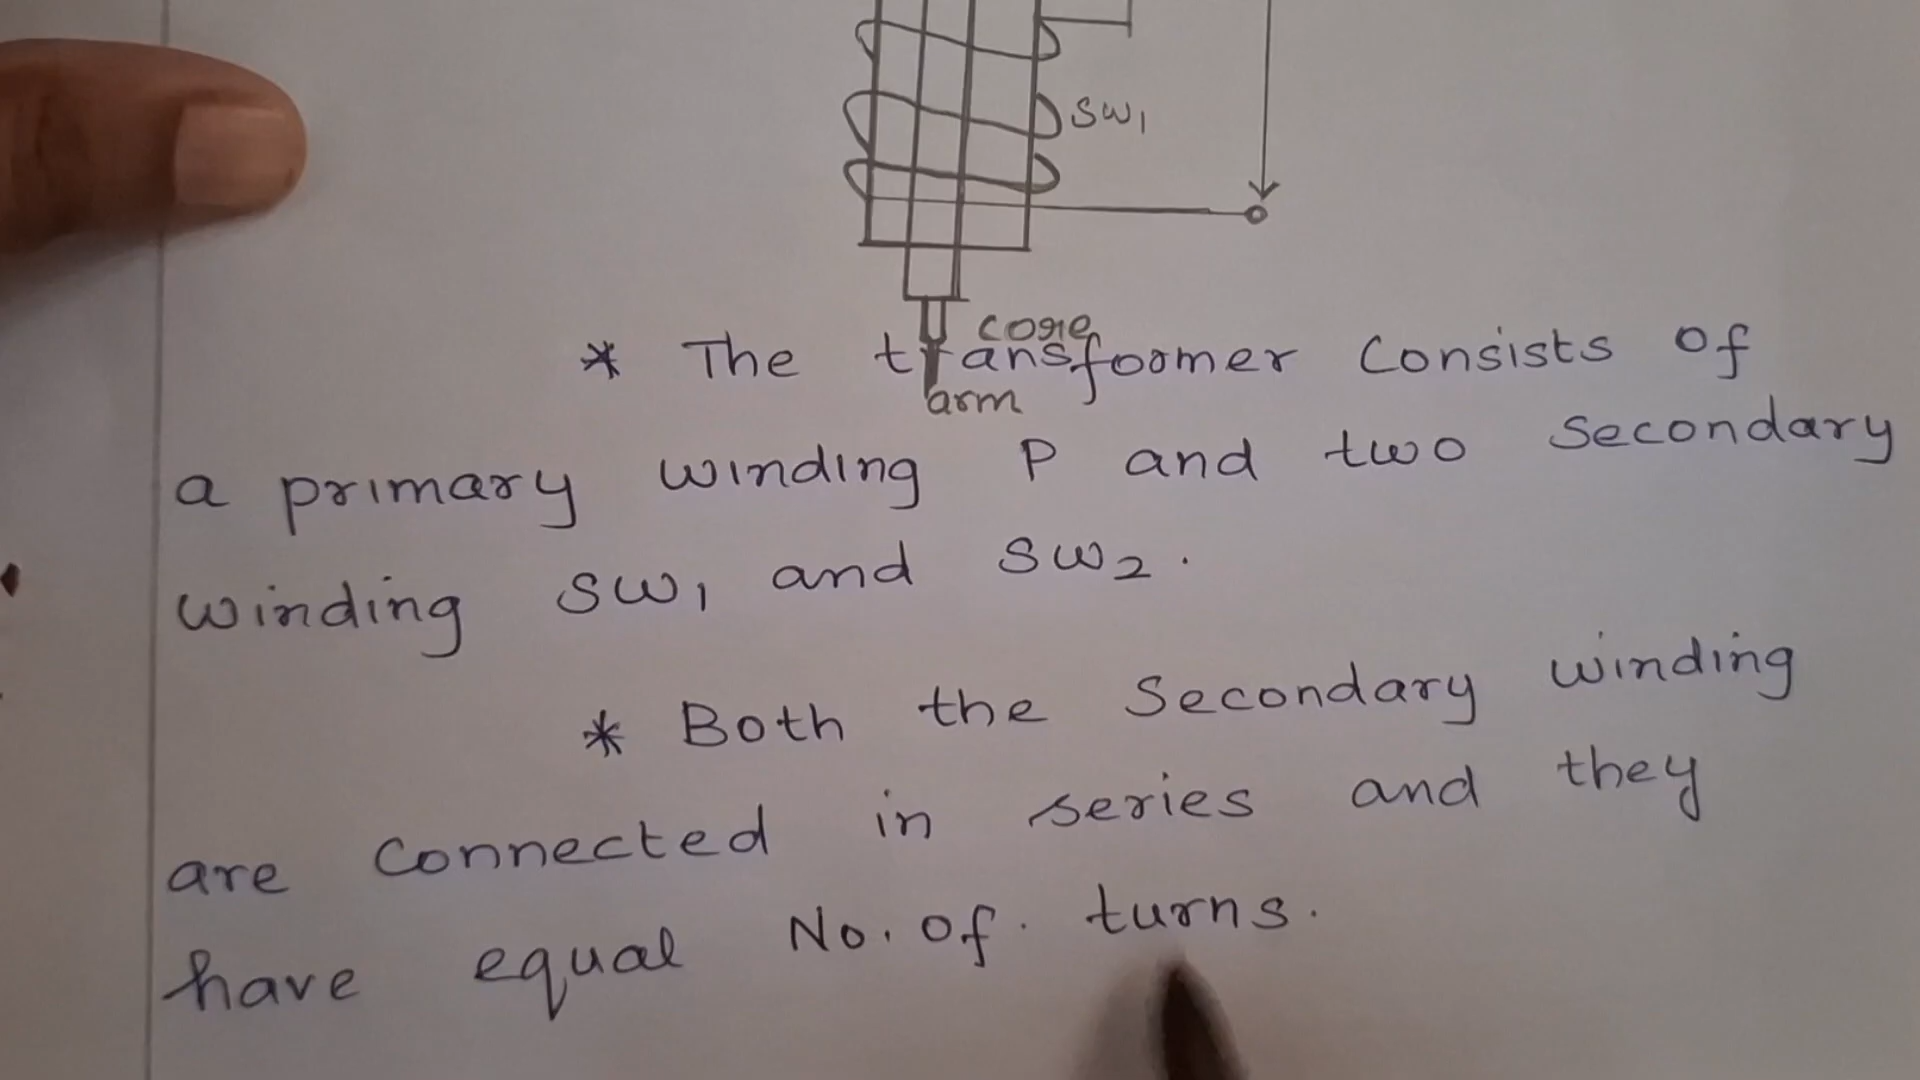 SW1
core
* The transformer consists of
arm
a primary winding P and two secondary
winding SW1 and SW2.
* Both the secondary winding
are connected in series and they
have equal No. of. turns.